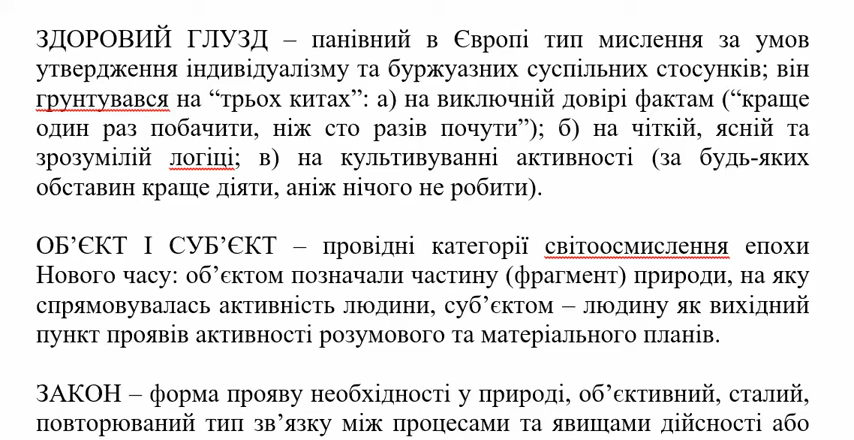 ЗДОРОВИЙ ГЛУЗД – панівний в Європі тип мислення за умов
утвердження індивідуалізму та буржуазних суспільних стосунків; він
грунтувався на “трьох китах”: а) на виключній довірі фактам (“краще
один раз побачити, ніж сто разів почути”); б) на чіткій, ясній та
зрозумілій логіці; в) на культивуванні активності (за будь-яких
обставин краще діяти, аніж нічого не робити).
ОБ’ЄКТ І СУБ’ЄКТ – провідні категорії світоосмислення епохи
Нового часу: об’єктом позначали частину (фрагмент) природи, на яку
спрямовувалась активність людини, суб’єктом – людину як вихідний
пункт проявів активності розумового та матеріального планів.
ЗАКОН – форма прояву необхідності у природі, об’єктивний, сталий,
повторюваний тип зв’язку між процесами та явищами дійсності або